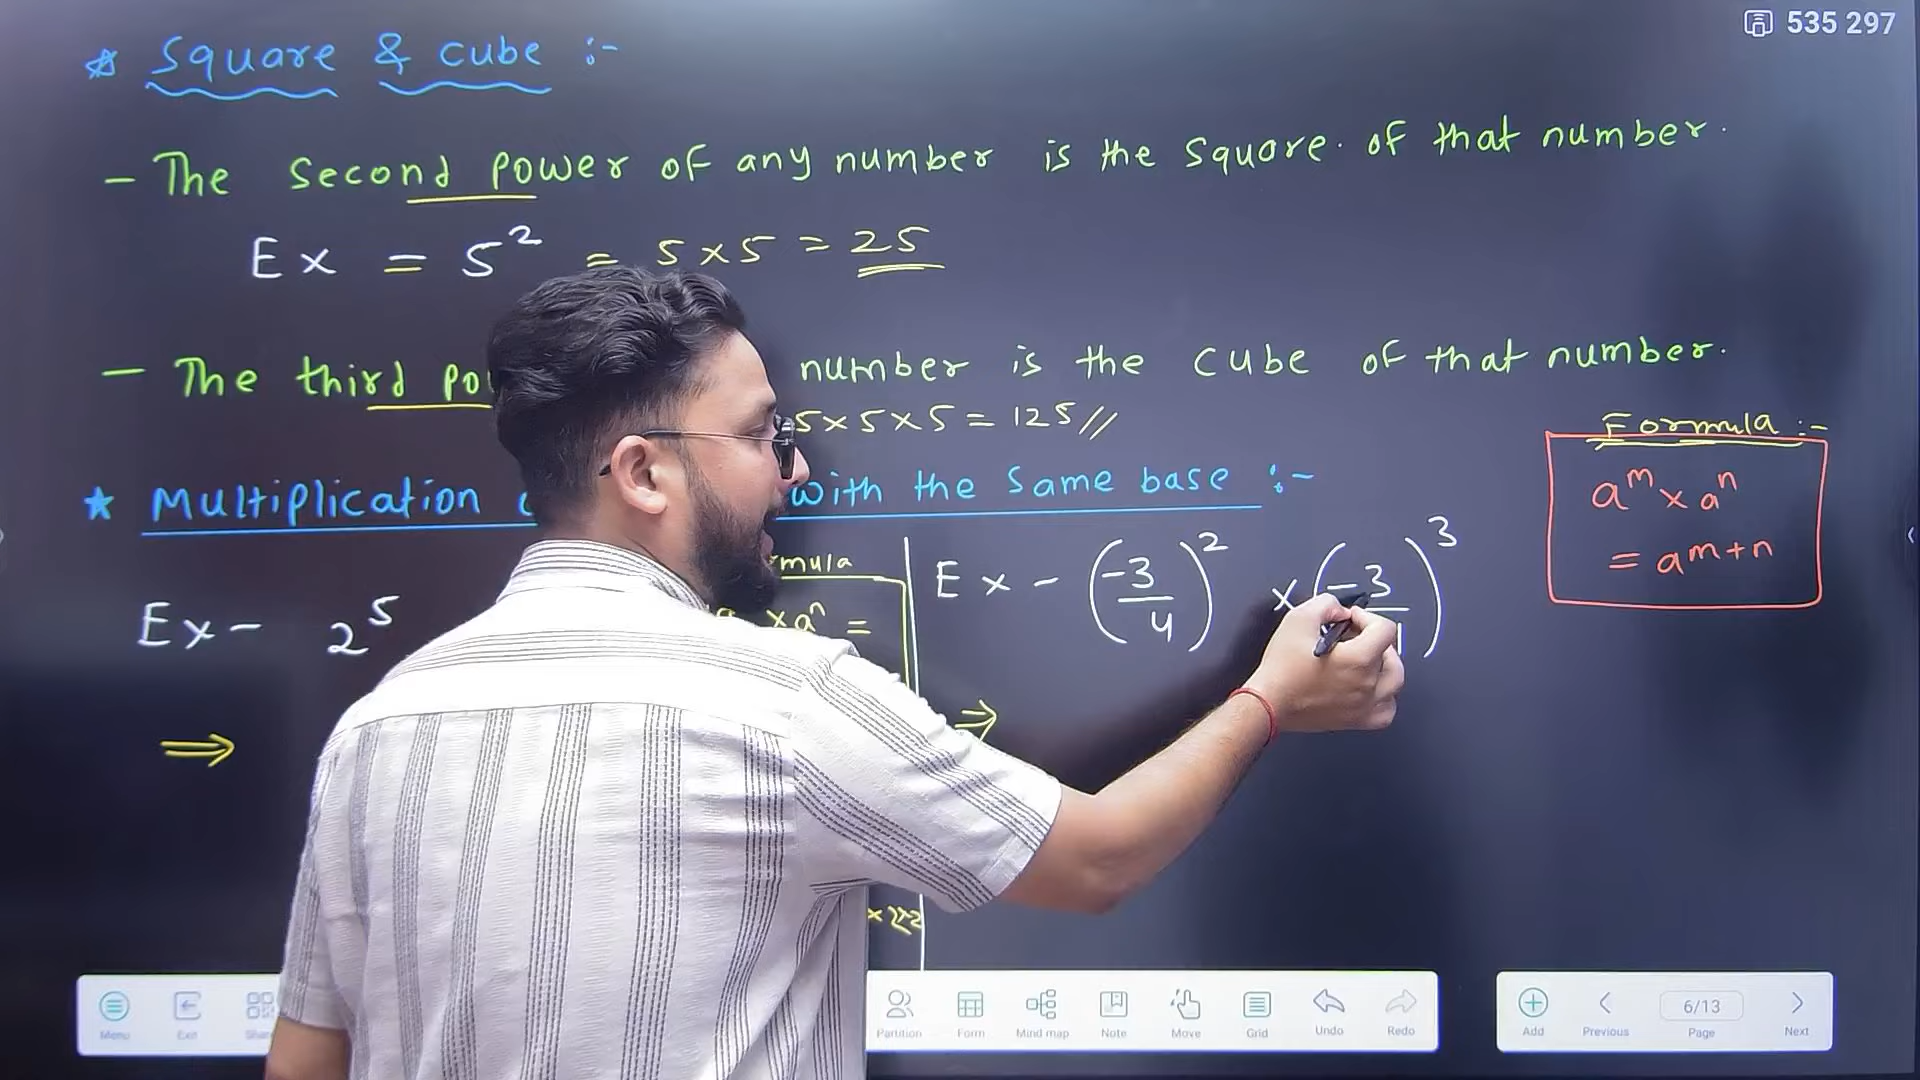 535 297
* Square & cube :-
- The second power of any number is the square. of that number.
Ex = 5² = 5×5 = 25
- The third number is the cube of that number.
5×5×5 = 125//
Formula :-
aᵐ × aⁿ
= aᵐ⁺ⁿ
* Multiplication with the same base :-
Ex - 2⁵
×aⁿ =
Ex - (-3/4)² × (-3/)³
⇒
⇒
Menu Exit
Partition Form Mind map Note Move Grid Undo Redo
Add Previous 6/13 Page Next